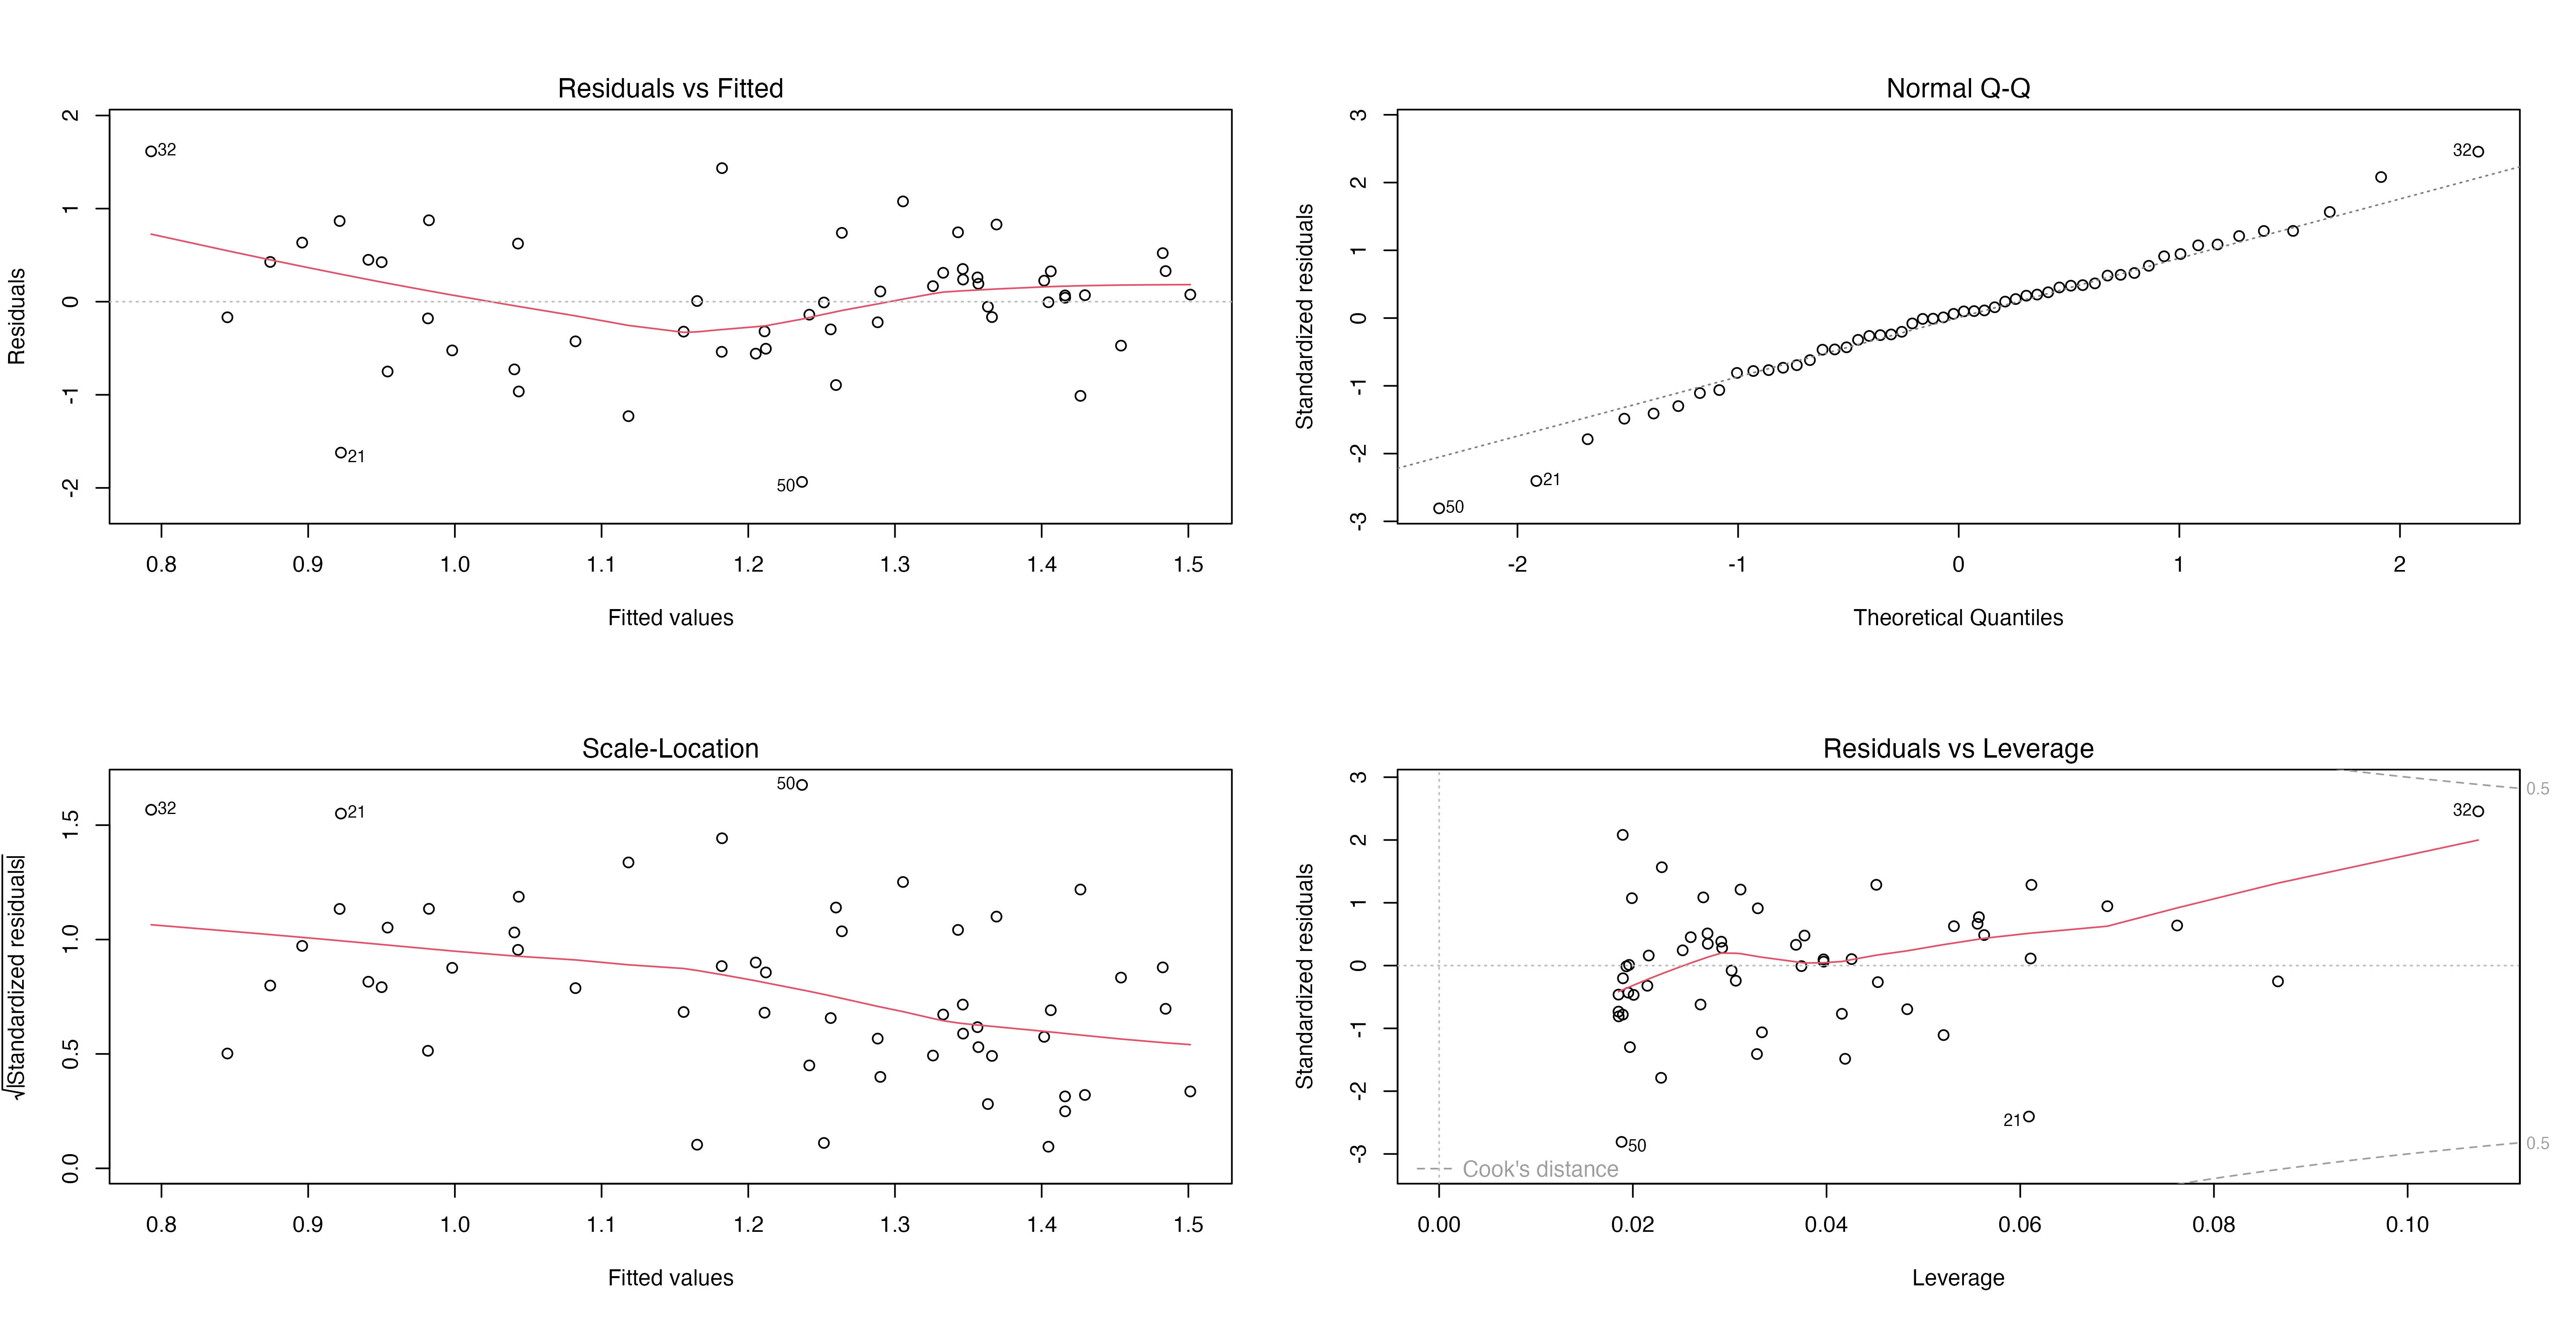 Residuals vs Fitted
Residuals
2
1
0
-1
-2
32
21
50
0.8 0.9 1.0 1.1 1.2 1.3 1.4 1.5
Fitted values
Normal Q-Q
Standardized residuals
3
2
1
0
-1
-2
-3
32
21
50
-2 -1 0 1 2
Theoretical Quantiles
Scale-Location
√|Standardized residuals|
1.5
1.0
0.5
0.0
32
21
50
0.8 0.9 1.0 1.1 1.2 1.3 1.4 1.5
Fitted values
Residuals vs Leverage
Standardized residuals
3
2
1
0
-1
-2
-3
0.5
32
21
50
0.5
Cook's distance
0.00 0.02 0.04 0.06 0.08 0.10
Leverage